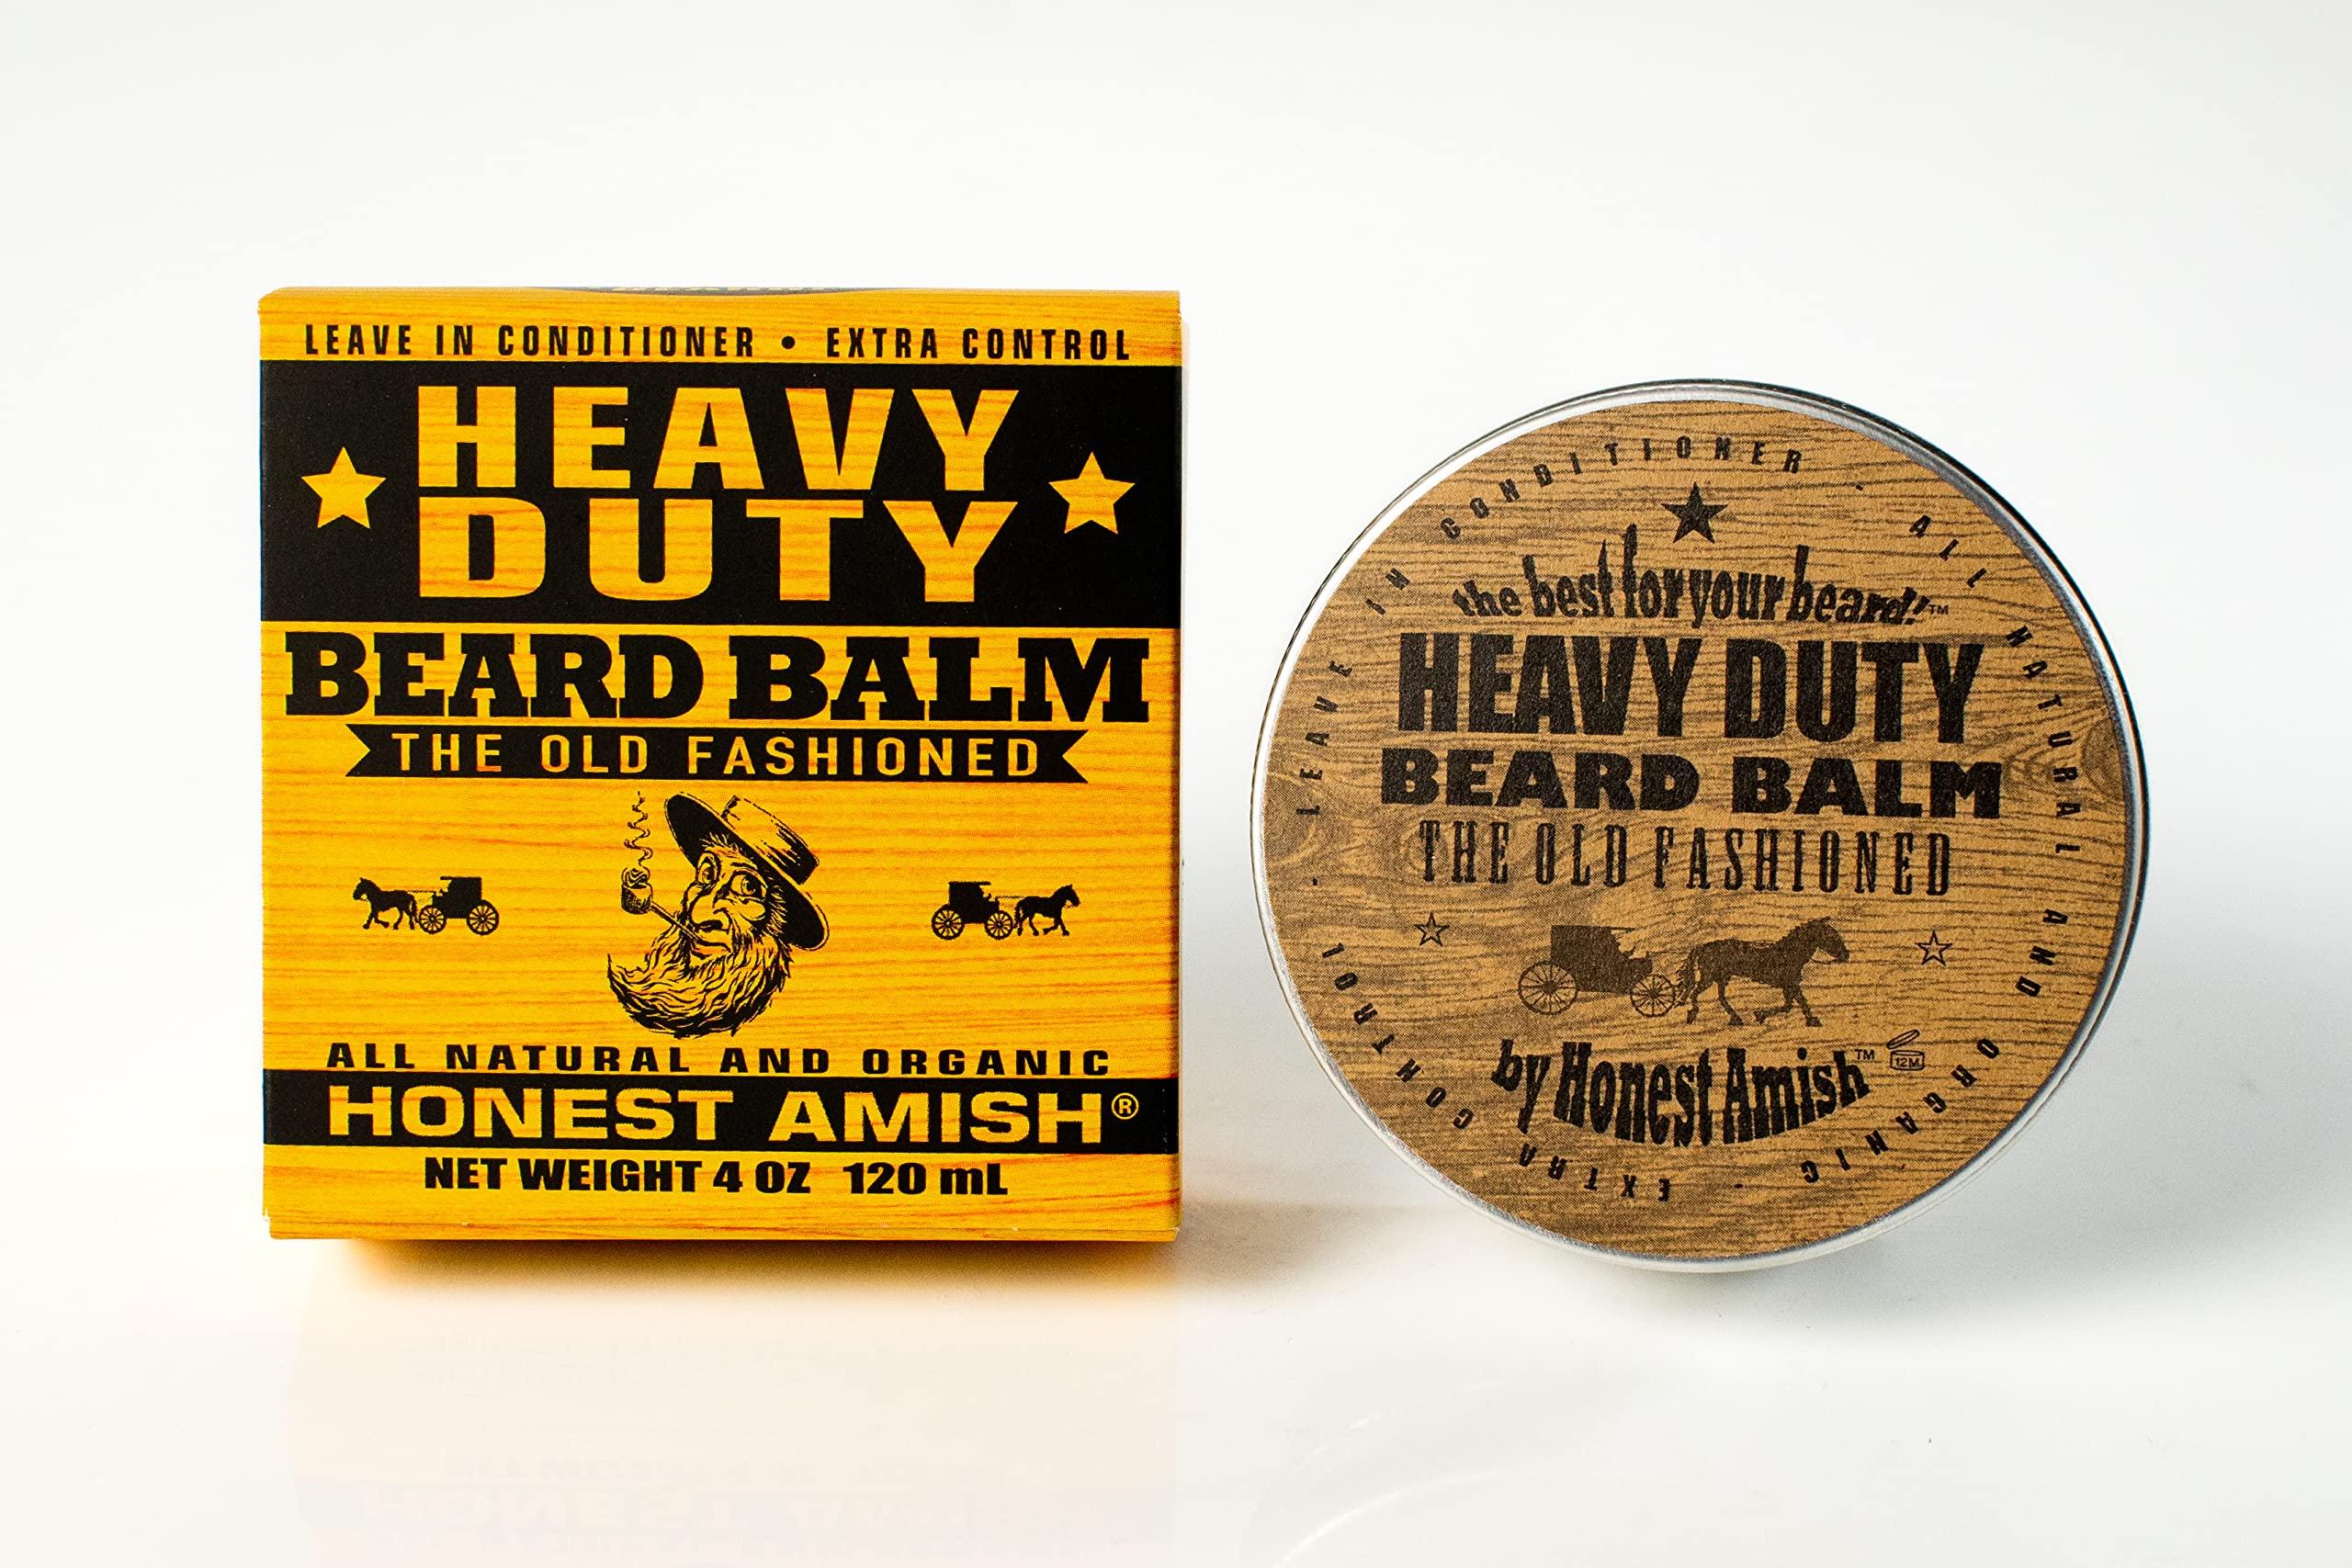 LEAVE IN CONDITIONER • EXTRA CONTROL
HEAVY
DUTY
BEARD BALM
THE OLD FASHIONED
ALL NATURAL AND ORGANIC
HONEST AMISH®
NET WEIGHT 4 OZ 120 mL
LEAVE IN CONDITIONER - ALL NATURAL AND ORGANIC - EXTRA CONTROL -
the best for your beard!™
HEAVY DUTY
BEARD BALM
THE OLD FASHIONED
by Honest Amish™
12M